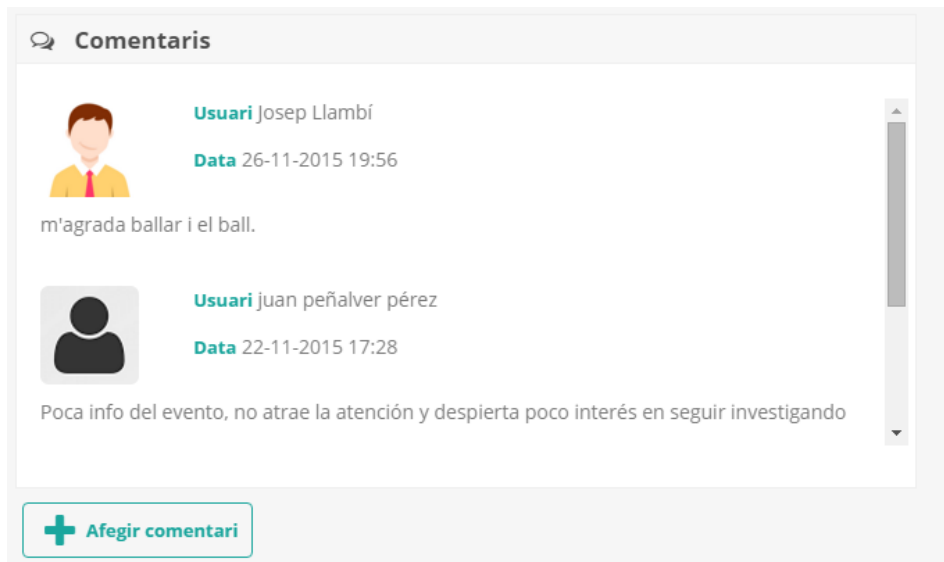 Comentaris
Usuari Josep Llambí
Data 26-11-2015 19:56
m'agrada ballar i el ball.
Usuari juan peñalver pérez
Data 22-11-2015 17:28
Poca info del evento, no atrae la atención y despierta poco interés en seguir investigando
Afegir comentari